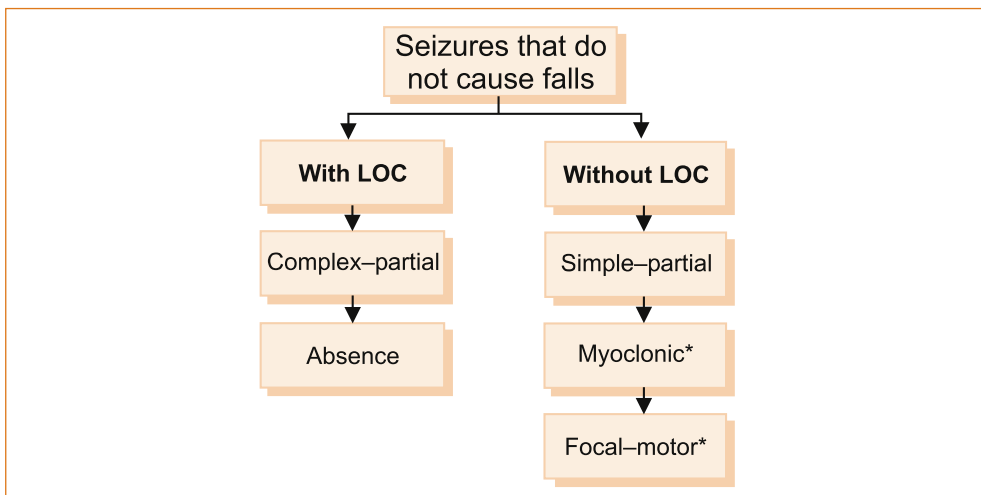 Seizures that do
not cause falls
With LOC
Without LOC
Complex–partial
Simple–partial
Absence
Myoclonic*
Focal–motor*